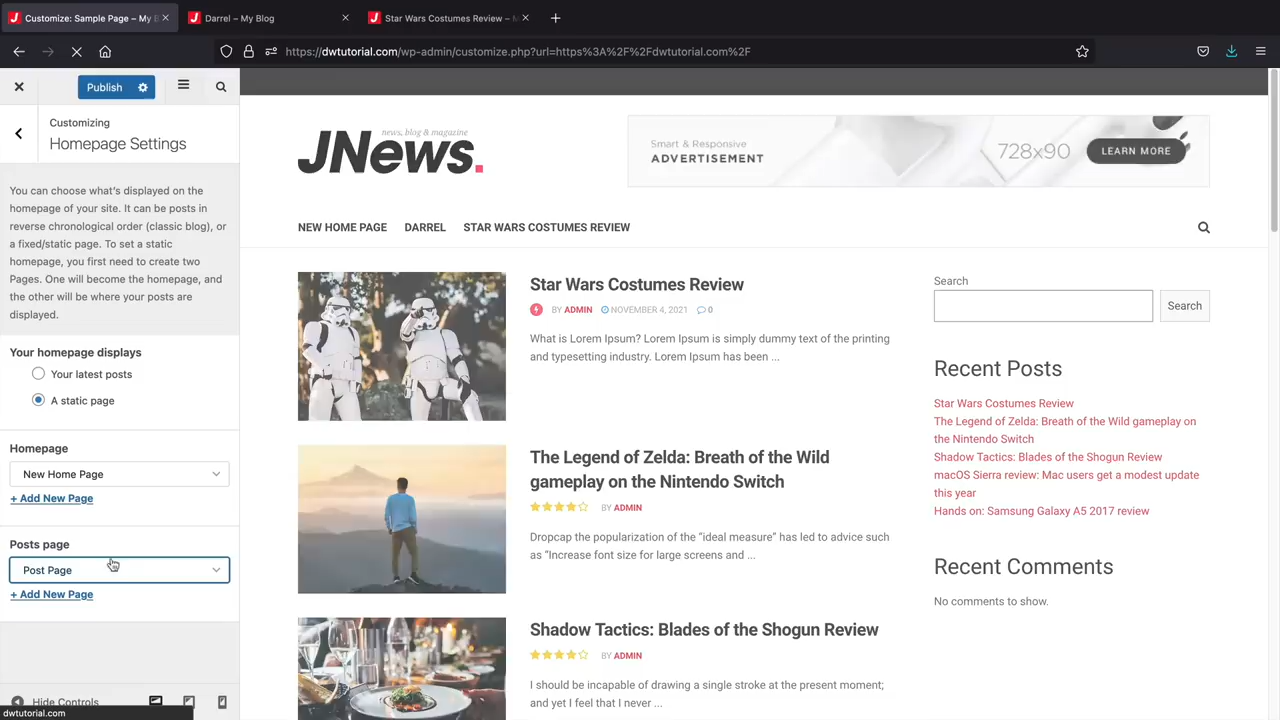 Customize: Sample Page – My B
Darrel – My Blog
Star Wars Costumes Review – M
https://dwtutorial.com/wp-admin/customize.php?url=https%3A%2F%2Fdwtutorial.com%2F
Publish
Customizing
Homepage Settings
You can choose what's displayed on the
homepage of your site. It can be posts in
reverse chronological order (classic blog), or
a fixed/static page. To set a static
homepage, you first need to create two
Pages. One will become the homepage, and
the other will be where your posts are
displayed.
Your homepage displays
Your latest posts
A static page
Homepage
New Home Page
+ Add New Page
Posts page
Post Page
+ Add New Page
Hide Controls
dwtutorial.com
news, blog & magazine
JNews.
Smart & Responsive
ADVERTISEMENT
728x90
LEARN MORE
NEW HOME PAGE
DARREL
STAR WARS COSTUMES REVIEW
Star Wars Costumes Review
BY ADMIN NOVEMBER 4, 2021 0
What is Lorem Ipsum? Lorem Ipsum is simply dummy text of the printing
and typesetting industry. Lorem Ipsum has been ...
The Legend of Zelda: Breath of the Wild
gameplay on the Nintendo Switch
BY ADMIN
Dropcap the popularization of the “ideal measure” has led to advice such
as “Increase font size for large screens and ...
Shadow Tactics: Blades of the Shogun Review
BY ADMIN
I should be incapable of drawing a single stroke at the present moment;
and yet I feel that I never ...
Search
Search
Recent Posts
Star Wars Costumes Review
The Legend of Zelda: Breath of the Wild gameplay on
the Nintendo Switch
Shadow Tactics: Blades of the Shogun Review
macOS Sierra review: Mac users get a modest update
this year
Hands on: Samsung Galaxy A5 2017 review
Recent Comments
No comments to show.